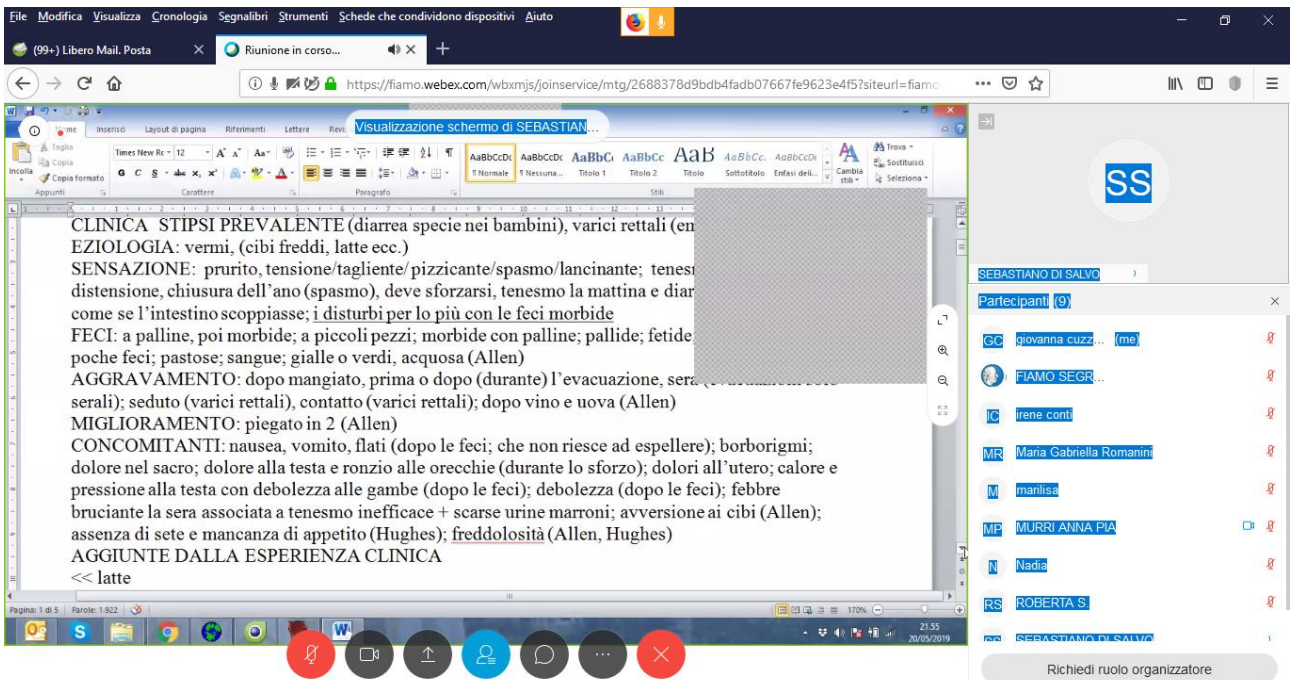 File Modifica Visualizza Cronologia Segnalibri Strumenti Schede che condividono dispositivi Aiuto
(99+) Libero Mail. Posta
Riunione in corso...
https://fiamo.webex.com/wbxmjs/joinservice/mtg/2688378d9bdb4fadb07667fe9623e4f5?siteurl=fiamo
Visualizzazione schermo di SEBASTIAN...
Inserisci Layout di pagina Riferimenti Lettere
Incolla
Taglia
Copia
Copia formato
Appunti
Times New Rc 12
G C S abe x, x²
Carattere
Paragrafo
AaBbCcDc AaBbCcDc AaBbC AaBbCc AaB AaBbCc. AaBbCcDc
¶ Normale ¶ Nessuna... Titolo 1 Titolo 2 Titolo Sottotitolo Enfasi deli...
Stili
Cambia stili
Trova
Sostituisci
Seleziona
CLINICA STIPSI PREVALENTE (diarrea specie nei bambini), varici rettali (em
EZIOLOGIA: vermi, (cibi freddi, latte ecc.)
SENSAZIONE: prurito, tensione/tagliente/pizzicante/spasmo/lancinante; tenesm
distensione, chiusura dell'ano (spasmo), deve sforzarsi, tenesmo la mattina e diar
come se l'intestino scoppiasse; i disturbi per lo più con le feci morbide
FECI: a palline, poi morbide; a piccoli pezzi; morbide con palline; pallide; fetide
poche feci; pastose; sangue; gialle o verdi, acquosa (Allen)
AGGRAVAMENTO: dopo mangiato, prima o dopo (durante) l'evacuazione, sera
serali); seduto (varici rettali), contatto (varici rettali); dopo vino e uova (Allen)
MIGLIORAMENTO: piegato in 2 (Allen)
CONCOMITANTI: nausea, vomito, flati (dopo le feci; che non riesce ad espellere); borborigmi;
dolore nel sacro; dolore alla testa e ronzio alle orecchie (durante lo sforzo); dolori all'utero; calore e
pressione alla testa con debolezza alle gambe (dopo le feci); debolezza (dopo le feci); febbre
bruciante la sera associata a tenesmo inefficace + scarse urine marroni; avversione ai cibi (Allen);
assenza di sete e mancanza di appetito (Hughes); freddolosità (Allen, Hughes)
AGGIUNTE DALLA ESPERIENZA CLINICA
<< latte
Pagina: 1 di 5 Parole: 1.922
170%
21.55
20/05/2019
SS
SEBASTIANO DI SALVO
Partecipanti (9)
GC giovanna cuzz... (me)
FIAMO SEGR...
IC irene conti
MR Maria Gabriella Romanini
M marilisa
MP MURRI ANNA PIA
N Nadia
RS ROBERTA S.
SEBASTIANO DI SALVO
Richiedi ruolo organizzatore